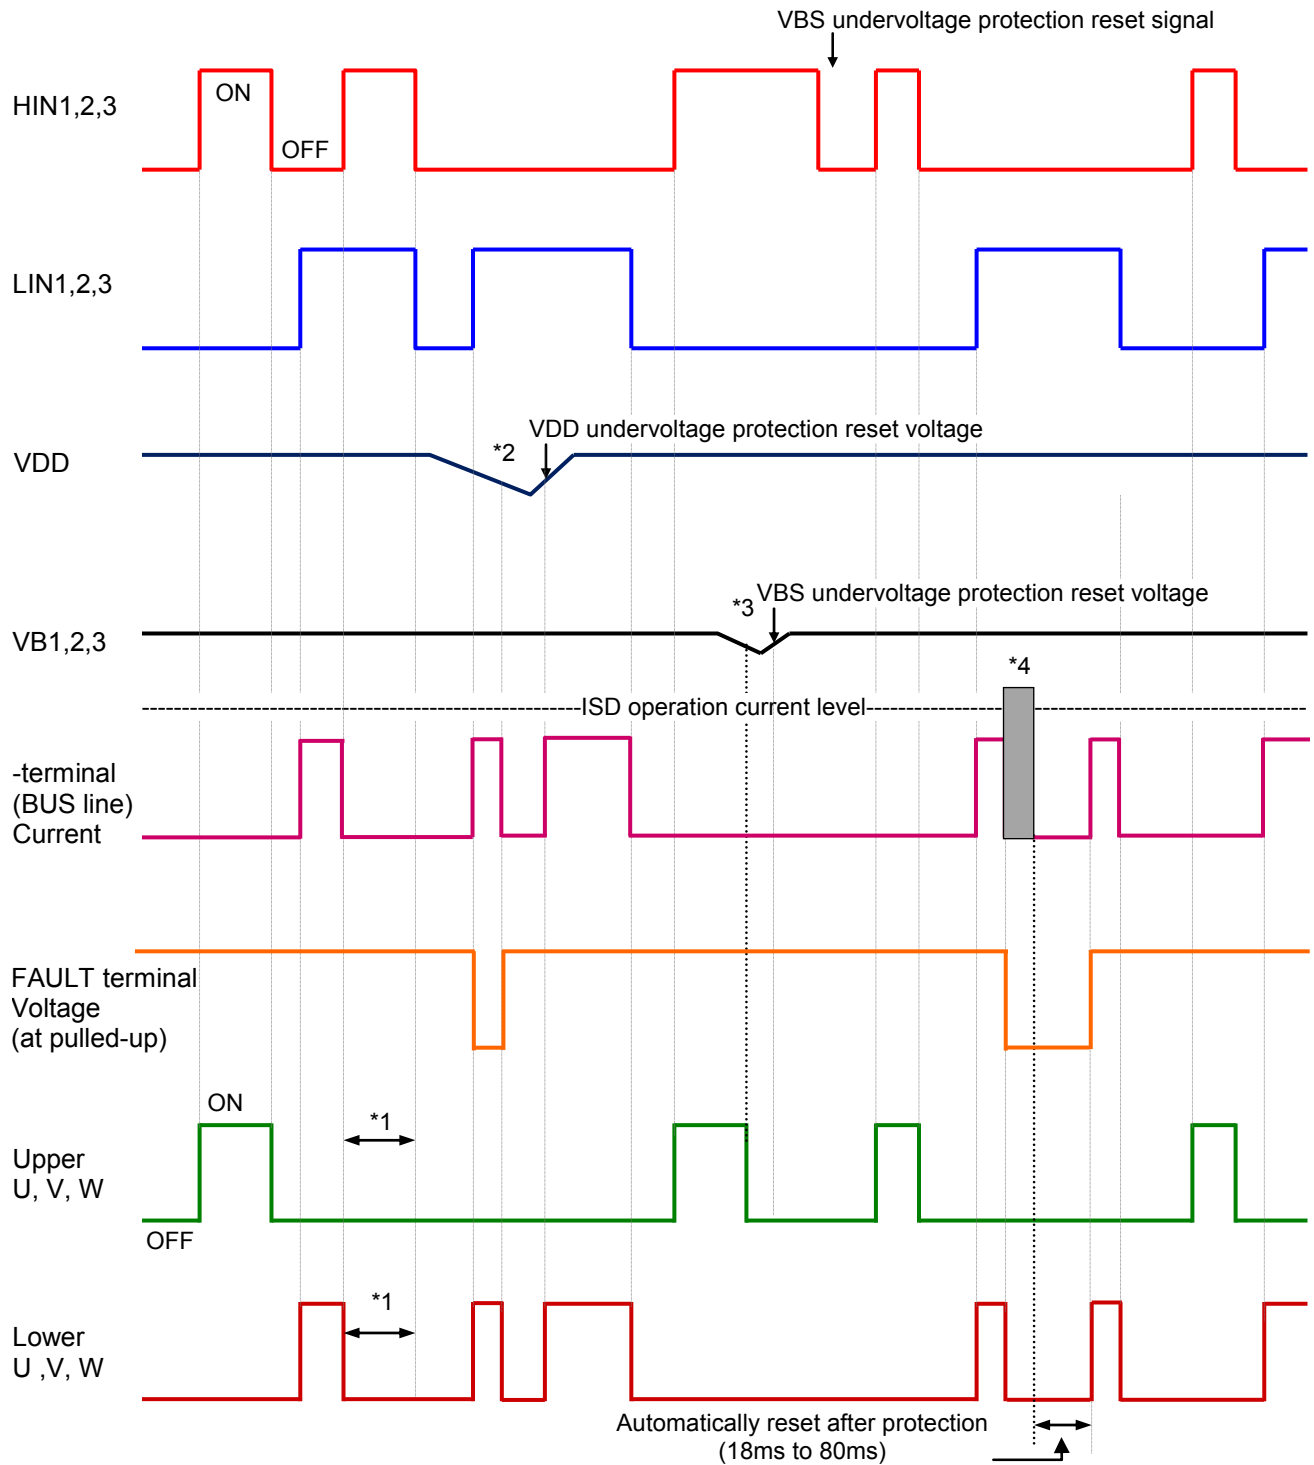 VBS undervoltage protection reset signal
HIN1,2,3
ON
OFF
LIN1,2,3
VDD undervoltage protection reset voltage
*2
VDD
VBS undervoltage protection reset voltage
*3
VB1,2,3
*4
ISD operation current level
-terminal
(BUS line)
Current
FAULT terminal
Voltage
(at pulled-up)
ON
*1
Upper
U, V, W
OFF
*1
Lower
U ,V, W
Automatically reset after protection
(18ms to 80ms)